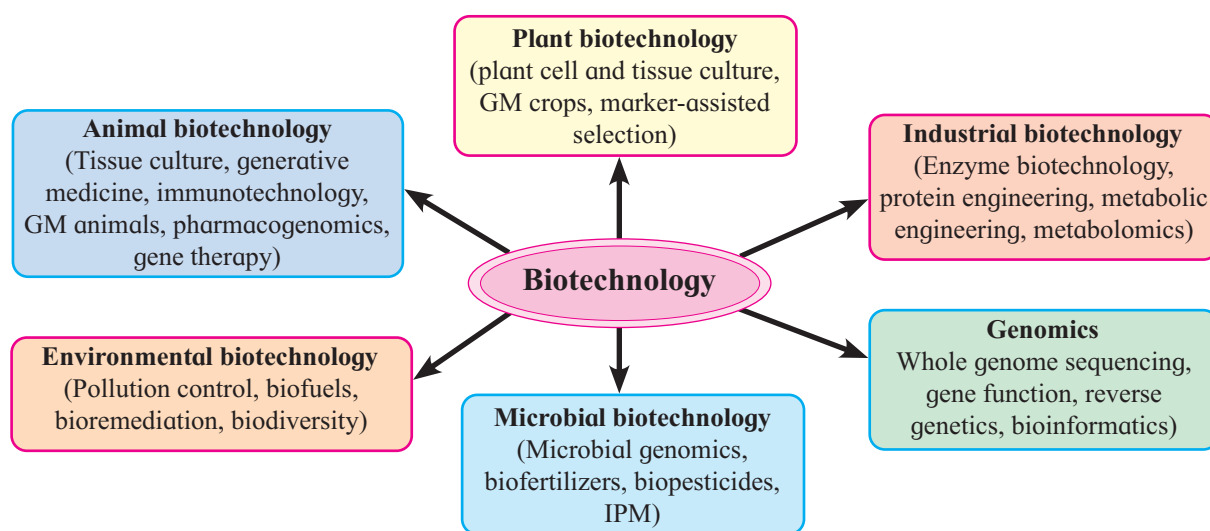 Plant biotechnology
(plant cell and tissue culture,
GM crops, marker-assisted
selection)
Animal biotechnology
(Tissue culture, generative
medicine, immunotechnology,
GM animals, pharmacogenomics,
gene therapy)
Industrial biotechnology
(Enzyme biotechnology,
protein engineering, metabolic
engineering, metabolomics)
Biotechnology
Environmental biotechnology
(Pollution control, biofuels,
bioremediation, biodiversity)
Genomics
Whole genome sequencing,
gene function, reverse
genetics, bioinformatics)
Microbial biotechnology
(Microbial genomics,
biofertilizers, biopesticides,
IPM)